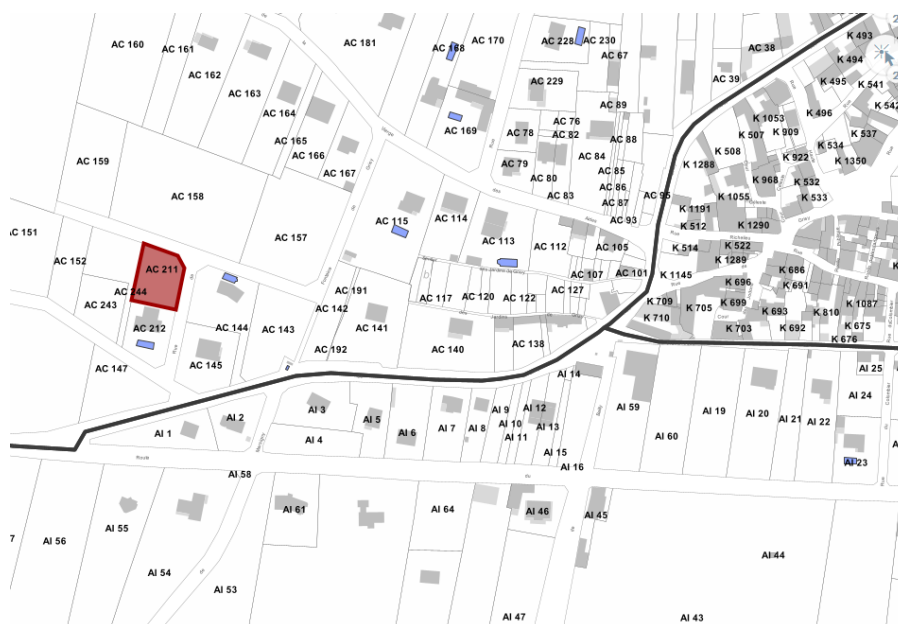 AC 160
AC 161
AC 181
AC 168
AC 170
AC 228
AC 230
AC 67
AC 38
K 493
K 494
AC 162
AC 163
AC 229
AC 39
K 495
K 541
AC 164
AC 169
AC 89
AC 76
AC 82
AC 78
AC 88
K 1053
K 507
K 909
K 496
K 542
K 537
AC 165
AC 166
AC 167
AC 79
AC 80
AC 83
AC 84
AC 85
AC 86
AC 87
AC 93
AC 95
K 1288
K 508
K 922
K 534
K 1350
K 968
K 532
K 533
AC 159
AC 158
K 1191
K 1055
K 512
K 1290
AC 151
AC 157
AC 115
AC 114
AC 113
AC 112
AC 105
Rue
Richelieu
K 514
K 522
K 1289
AC 152
AC 211
AC 107
AC 101
K 1145
K 686
K 696
K 691
AC 244
AC 243
AC 191
AC 142
AC 117
AC 120
AC 122
AC 127
K 709
K 710
K 705
K 699
K 693
K 810
K 1087
AC 212
AC 144
AC 143
AC 141
AC 192
AC 140
AC 138
K 703
K 692
K 675
K 676
AC 145
AC 147
AI 14
AI 25
AI 3
AI 5
AI 9
AI 12
AI 59
AI 19
AI 20
AI 24
AI 1
AI 2
AI 4
AI 6
AI 7
AI 8
AI 10
AI 11
AI 13
AI 21
AI 22
AI 60
AI 15
AI 16
AI 23
Route
de
AI 58
AI 61
AI 64
AI 46
AI 45
AI 55
AI 56
AI 44
AI 54
AI 53
AI 47
AI 43